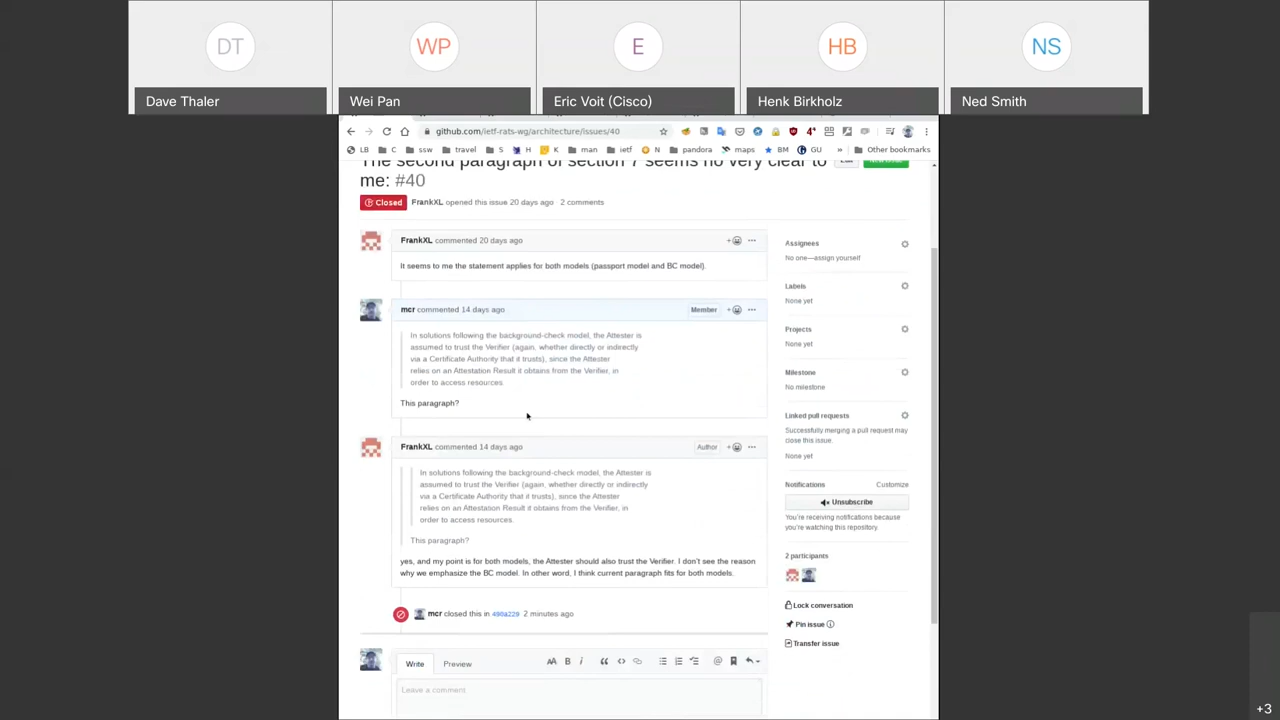 DT
WP
E
HB
NS
Dave Thaler
Wei Pan
Eric Voit (Cisco)
Henk Birkholz
Ned Smith
github.com/ietf-rats-wg/architecture/issues/40
LB
C
ssw
travel
S
H
K
man
ietf
N
pandora
maps
BM
GU
»
Other bookmarks
The second paragraph of section 7 seems no very clear to
me: #40
Edit
New issue
Closed
FrankXL opened this issue 20 days ago · 2 comments
FrankXL commented 20 days ago
It seems to me the statement applies for both models (passport model and BC model).
mcr commented 14 days ago
Member
In solutions following the background-check model, the Attester is
assumed to trust the Verifier (again, whether directly or indirectly
via a Certificate Authority that it trusts), since the Attester
relies on an Attestation Result it obtains from the Verifier, in
order to access resources.
This paragraph?
FrankXL commented 14 days ago
Author
In solutions following the background-check model, the Attester is
assumed to trust the Verifier (again, whether directly or indirectly
via a Certificate Authority that it trusts), since the Attester
relies on an Attestation Result it obtains from the Verifier, in
order to access resources.
This paragraph?
yes, and my point is for both models, the Attester should also trust the Verifier. I don't see the reason
why we emphasize the BC model. In other word, I think current paragraph fits for both models.
mcr closed this in 490a229 2 minutes ago
Write
Preview
AA B i
Leave a comment
Assignees
No one—assign yourself
Labels
None yet
Projects
None yet
Milestone
No milestone
Linked pull requests
Successfully merging a pull request may
close this issue.
None yet
Notifications
Customize
Unsubscribe
You're receiving notifications because
you're watching this repository.
2 participants
Lock conversation
Pin issue
Transfer issue
+3